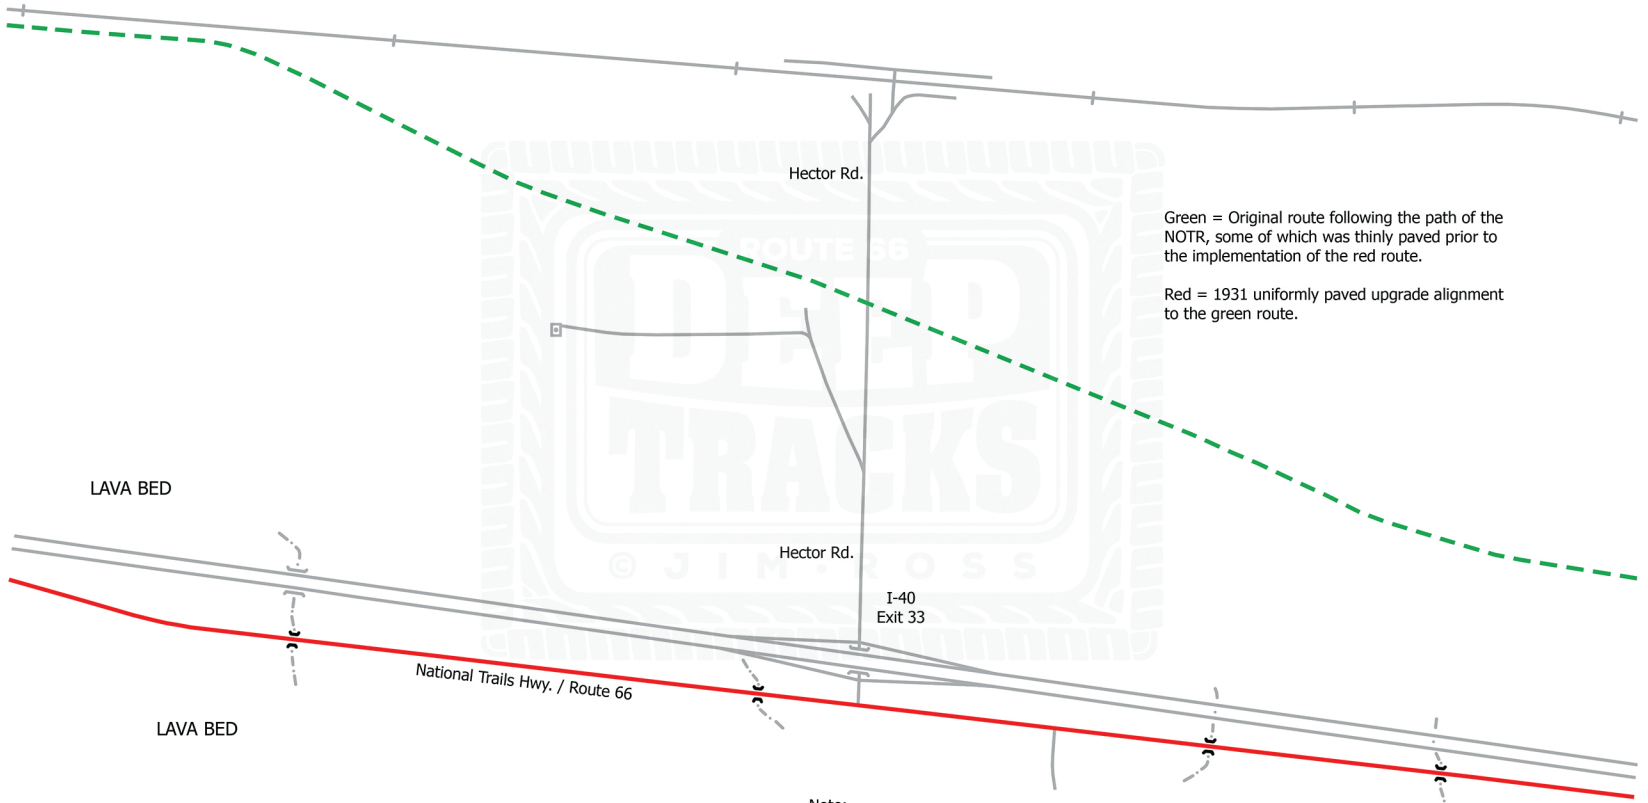 Hector Rd.
Green = Original route following the path of the
NOTR, some of which was thinly paved prior to
the implementation of the red route.
Red = 1931 uniformly paved upgrade alignment
to the green route.
ROUTE 66
DEEP
TRACKS
© JIM · ROSS
LAVA BED
Hector Rd.
I-40
Exit 33
National Trails Hwy. / Route 66
LAVA BED